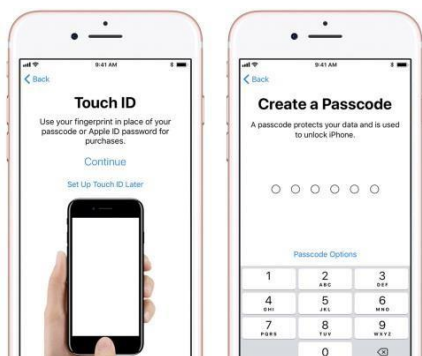 9:41 AM
Back
Touch ID
Use your fingerprint in place of your
passcode or Apple ID password for
purchases.
Continue
Set Up Touch ID Later
9:41 AM
Back
Create a Passcode
A passcode protects your data and is used
to unlock iPhone.
Passcode Options
1 2 3
ABC DEF
4 5 6
GHI JKL MNO
7 8 9
PQRS TUV WXYZ
0